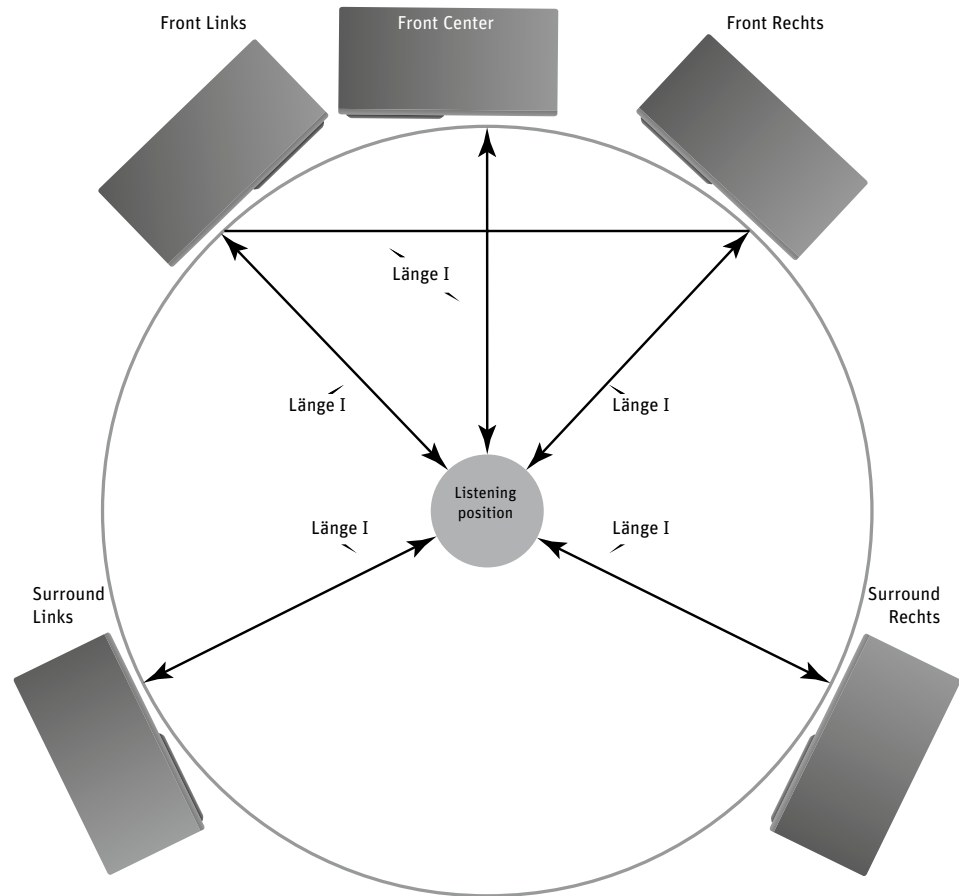 Front Links
Front Center
Front Rechts
Länge I
Länge I
Länge I
Listening
position
Länge I
Länge I
Surround
Links
Surround
Rechts